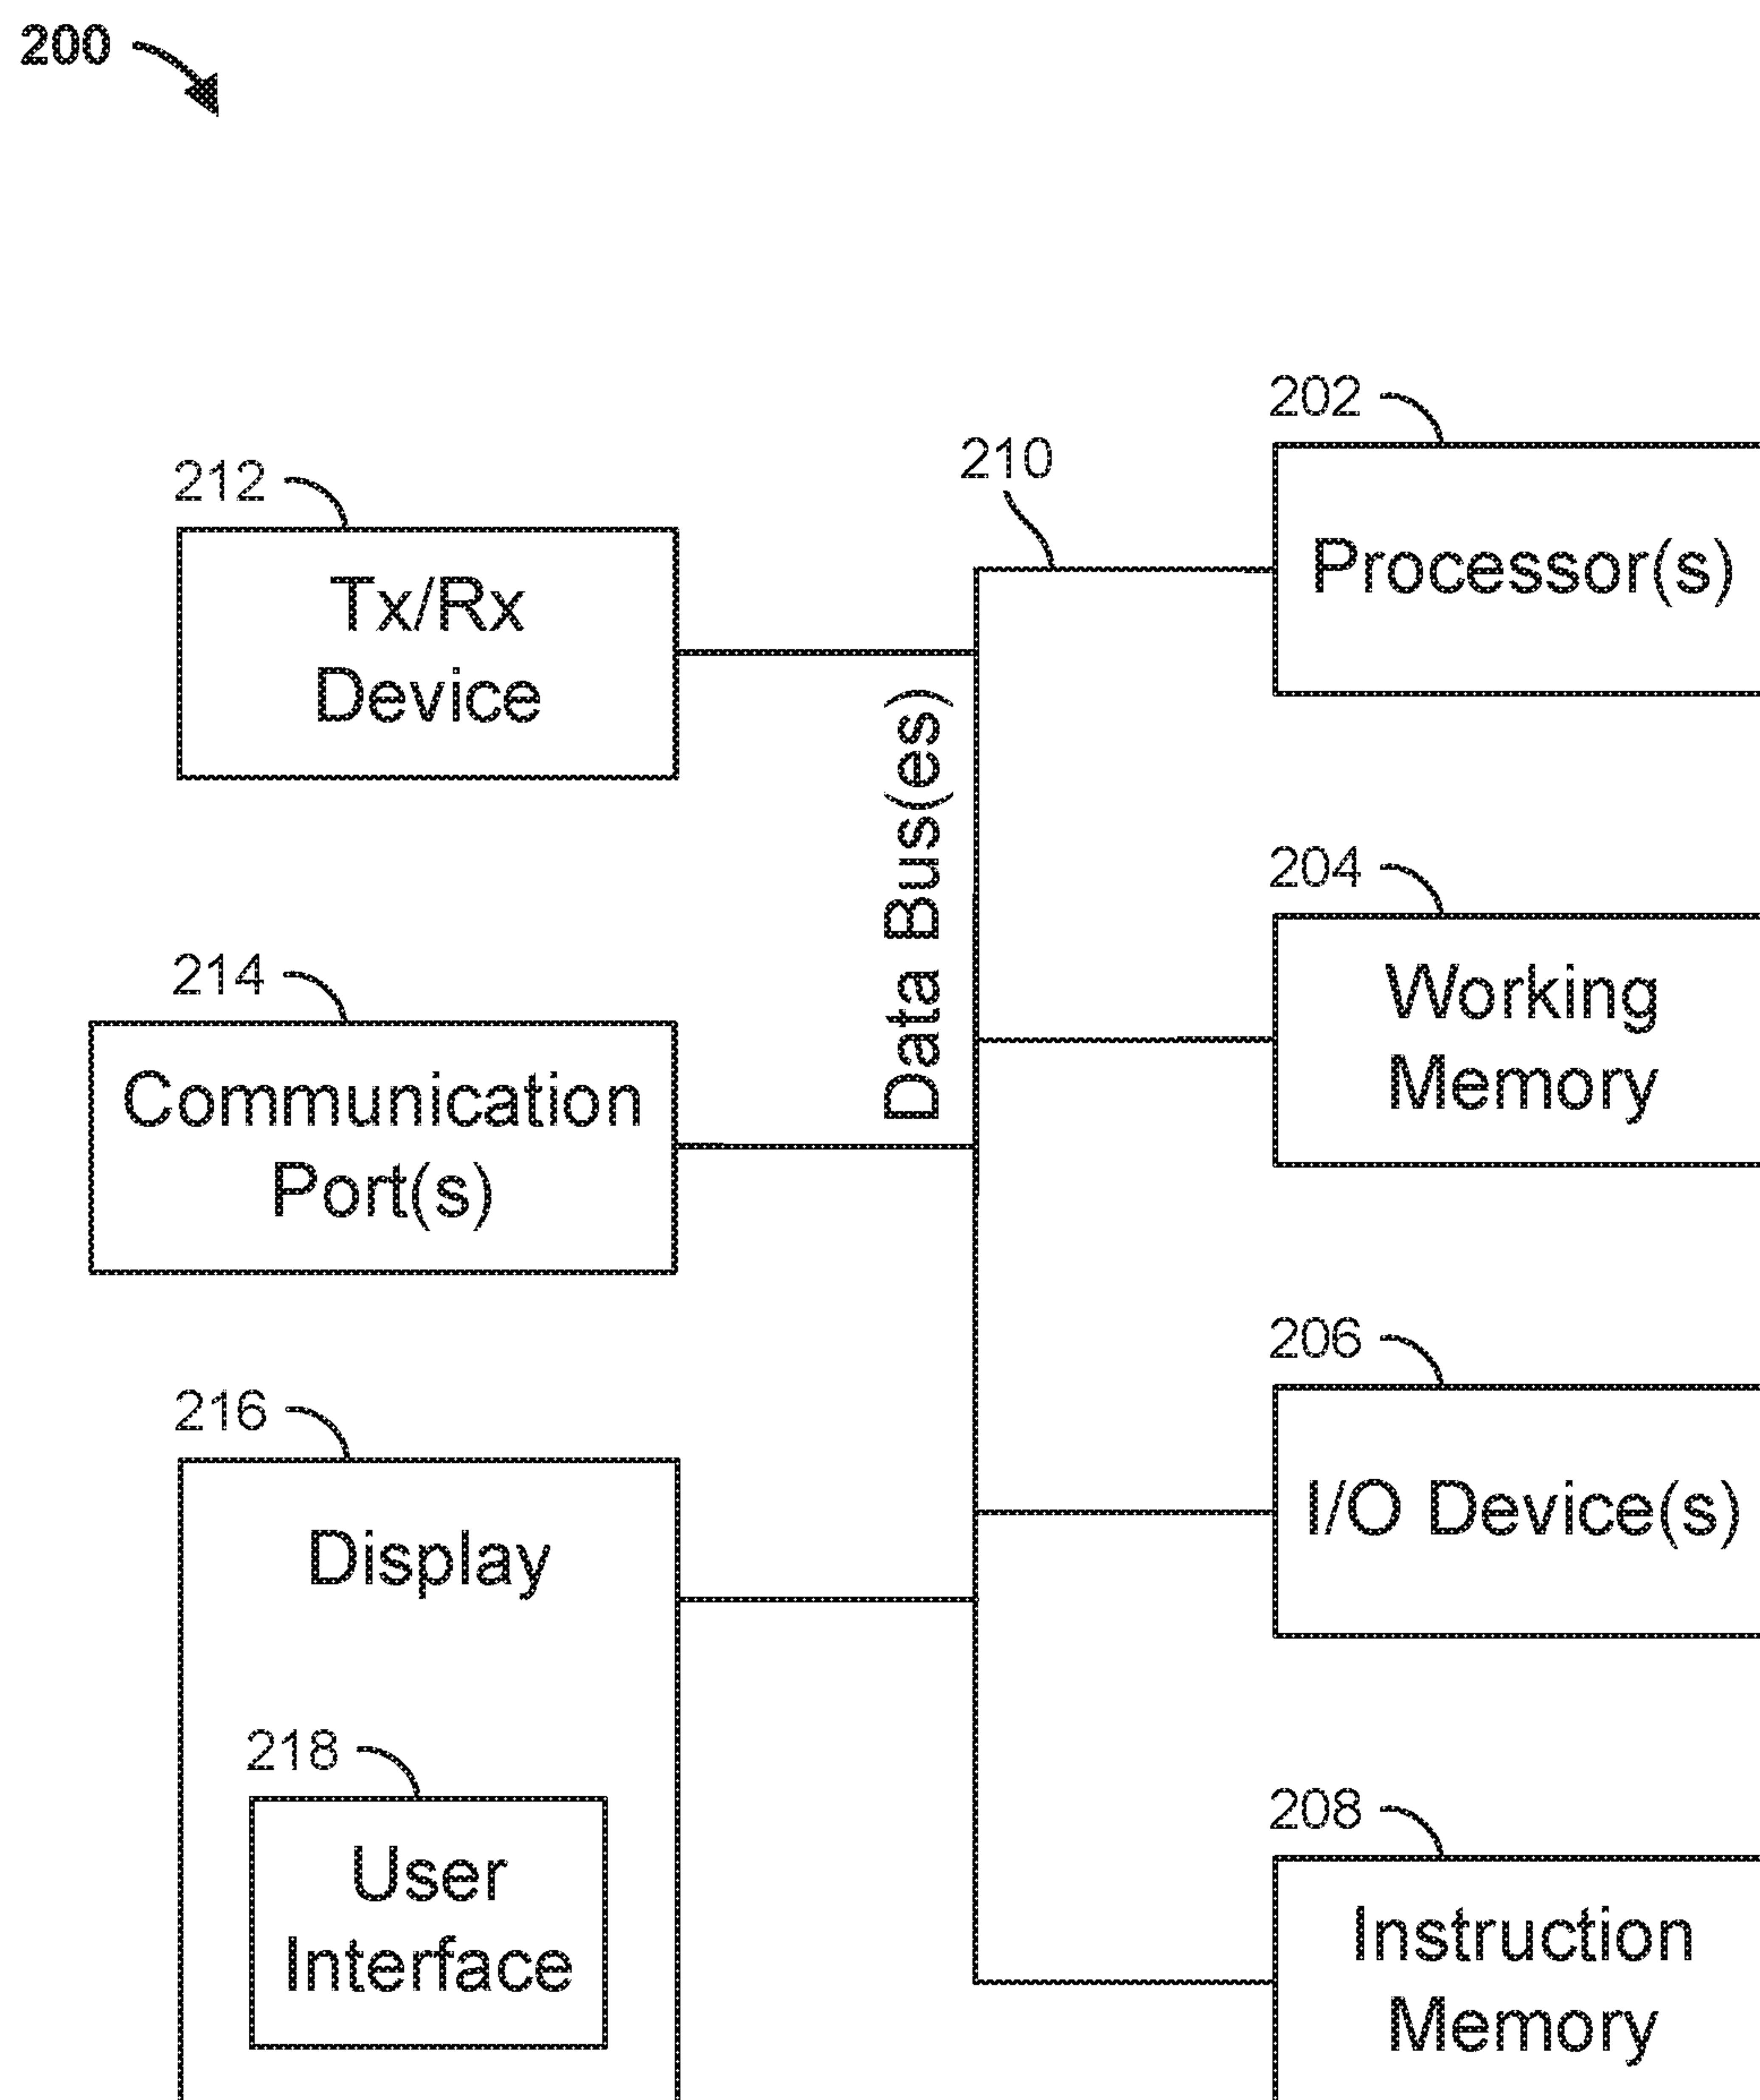 200
202
210
212
Processor(s)
Tx/Rx
Device
Data Bus(es)
204
214
Working
Memory
Communication
Port(s)
206
216
I/O Device(s)
Display
218
208
User
Interface
Instruction
Memory